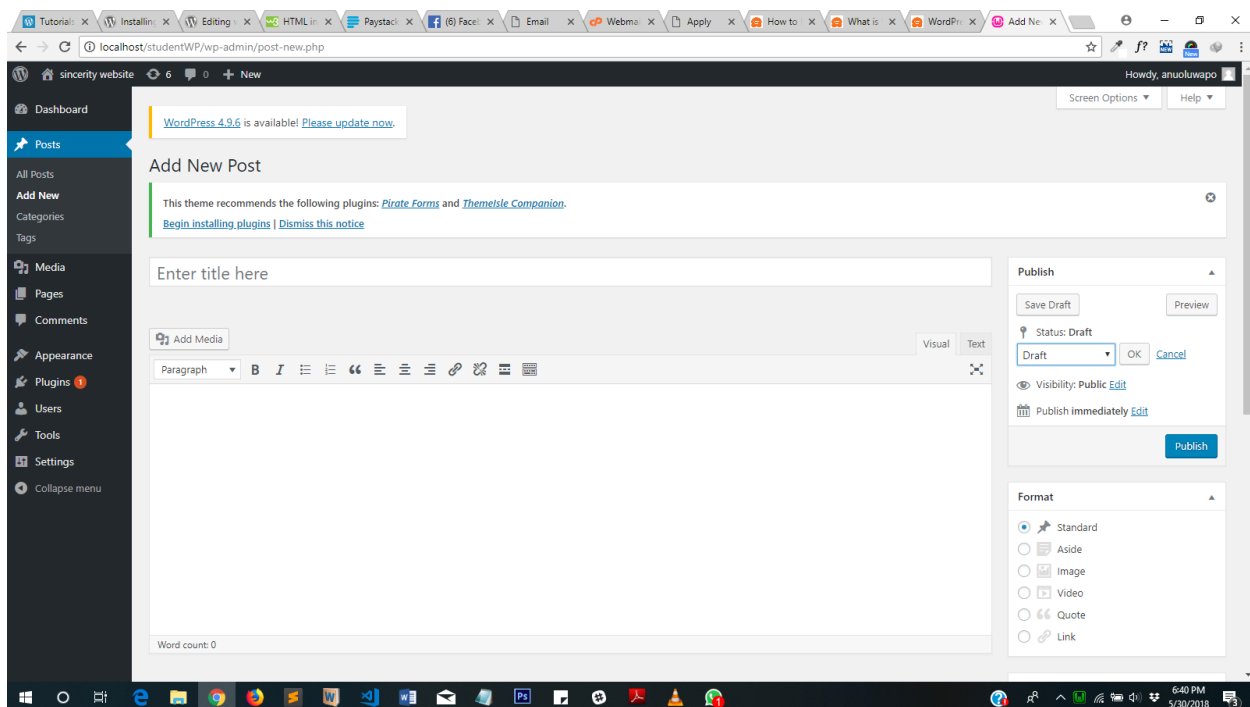 Tutorials
Installing
Editing
HTML in
Paystack
(6) Face
Email
Webma
Apply
How to
What is
WordPre
Add Ne
localhost/studentWP/wp-admin/post-new.php
f?
NEW
New
sincerity website 6 0 + New
Howdy, anuoluwapo
Screen Options ▼ Help ▼
Dashboard
Posts
All Posts
Add New
Categories
Tags
Media
Pages
Comments
Appearance
Plugins 1
Users
Tools
Settings
Collapse menu
WordPress 4.9.6 is available! Please update now.
Add New Post
This theme recommends the following plugins: Pirate Forms and ThemeIsle Companion.
Begin installing plugins | Dismiss this notice
Enter title here
Add Media
Visual Text
Paragraph B I
Word count: 0
Publish
Save Draft Preview
Status: Draft
Draft OK Cancel
Visibility: Public Edit
Publish immediately Edit
Publish
Format
Standard
Aside
Image
Video
Quote
Link
Ps
6:40 PM
5/30/2018